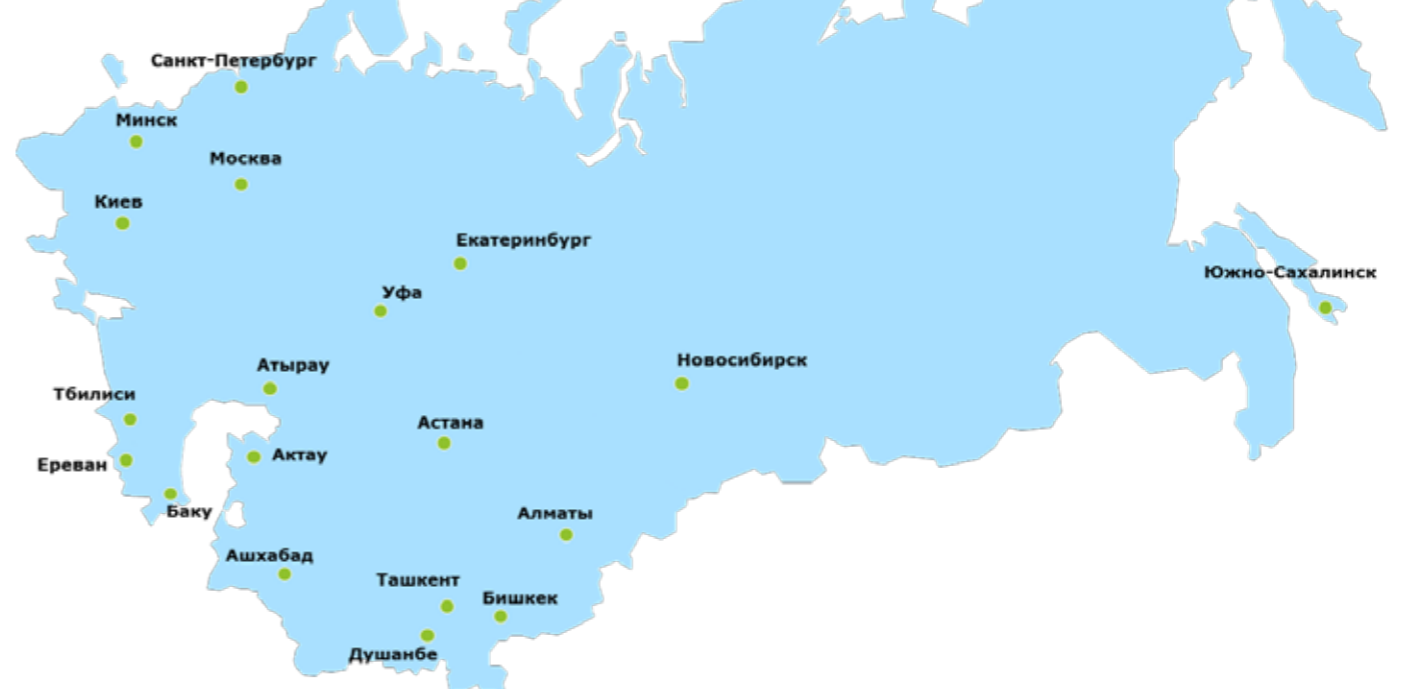 Санкт-Петербург
Минск
Москва
Киев
Екатеринбург
Южно-Сахалинск
Уфа
Новосибирск
Атырау
Тбилиси
Астана
Актау
Ереван
Баку
Алматы
Ашхабад
Ташкент
Бишкек
Душанбе